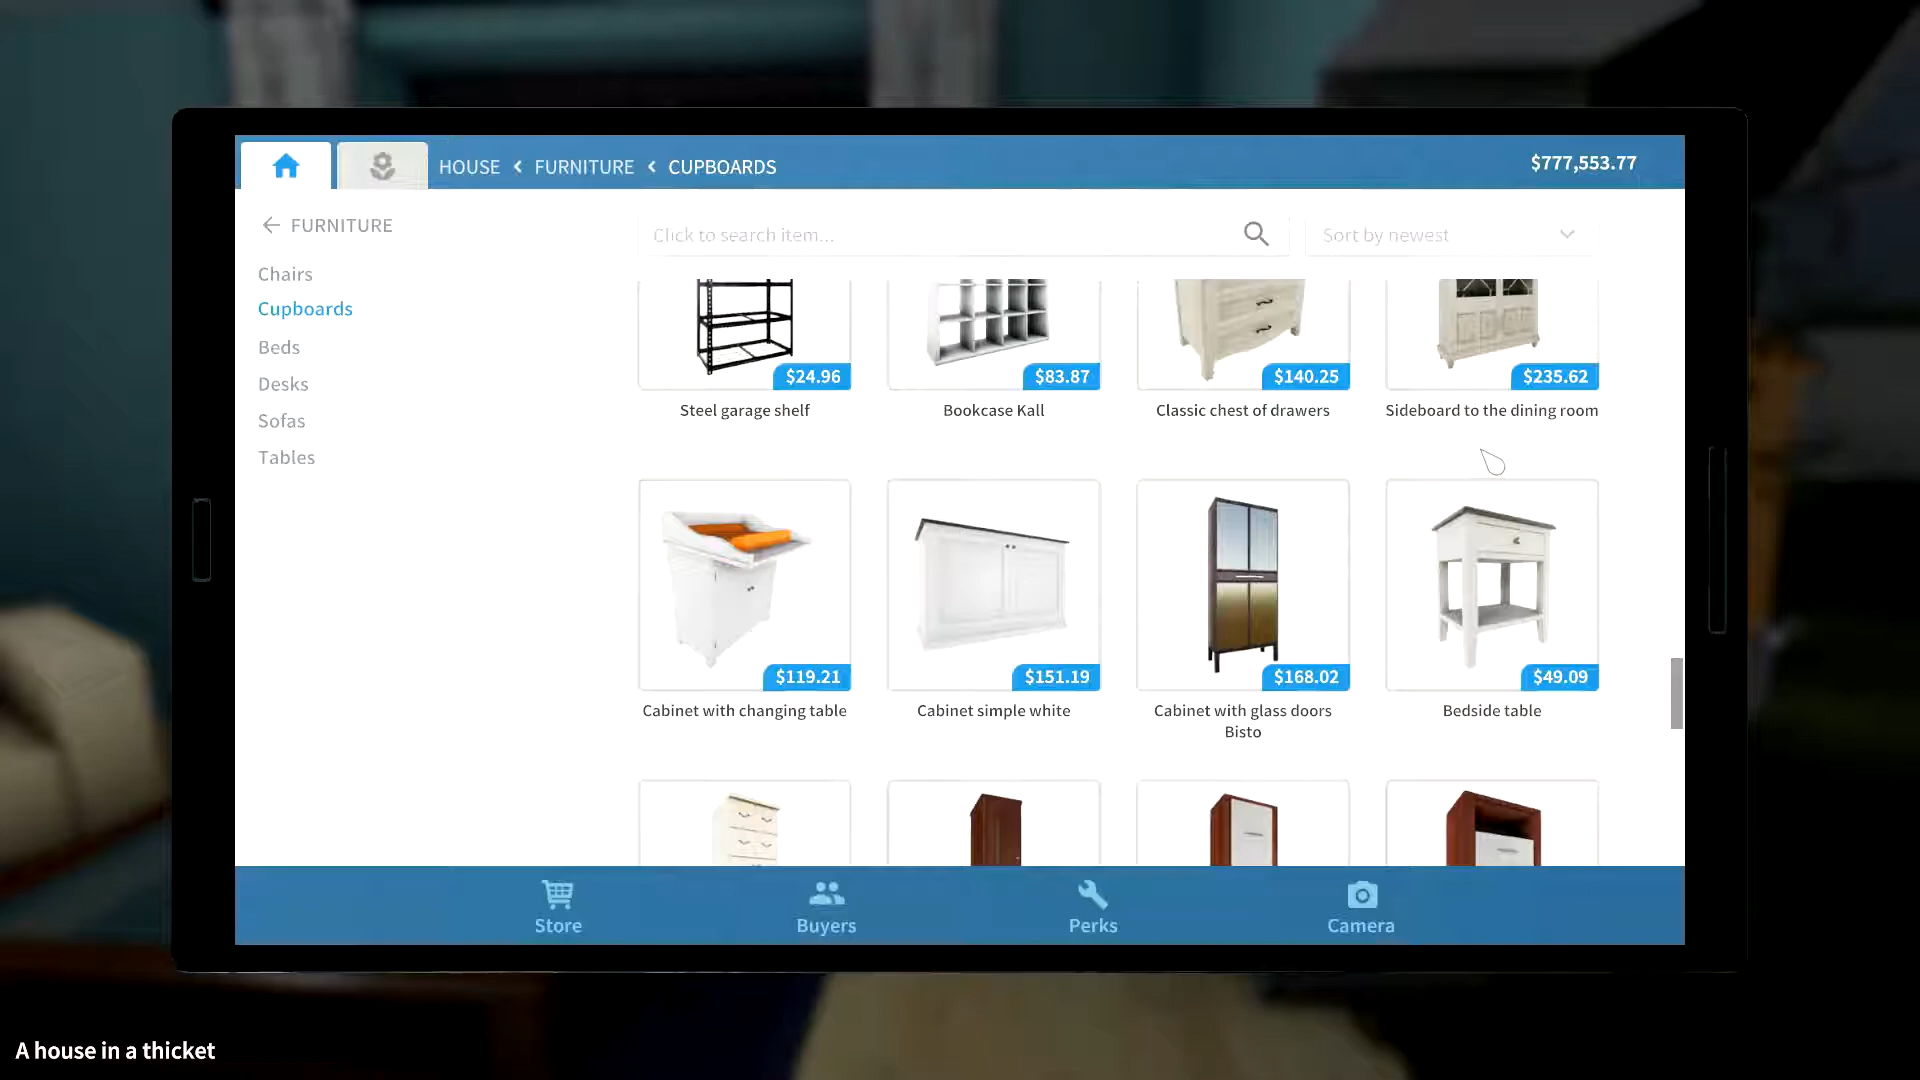 HOUSE < FURNITURE < CUPBOARDS
$777,553.77
FURNITURE
Chairs
Cupboards
Beds
Desks
Sofas
Tables
Click to search item...
Sort by newest
$24.96
$83.87
$140.25
$235.62
Steel garage shelf
Bookcase Kall
Classic chest of drawers
Sideboard to the dining room
$119.21
$151.19
$168.02
$49.09
Cabinet with changing table
Cabinet simple white
Cabinet with glass doors
Bisto
Bedside table
Store
Buyers
Perks
Camera
A house in a thicket